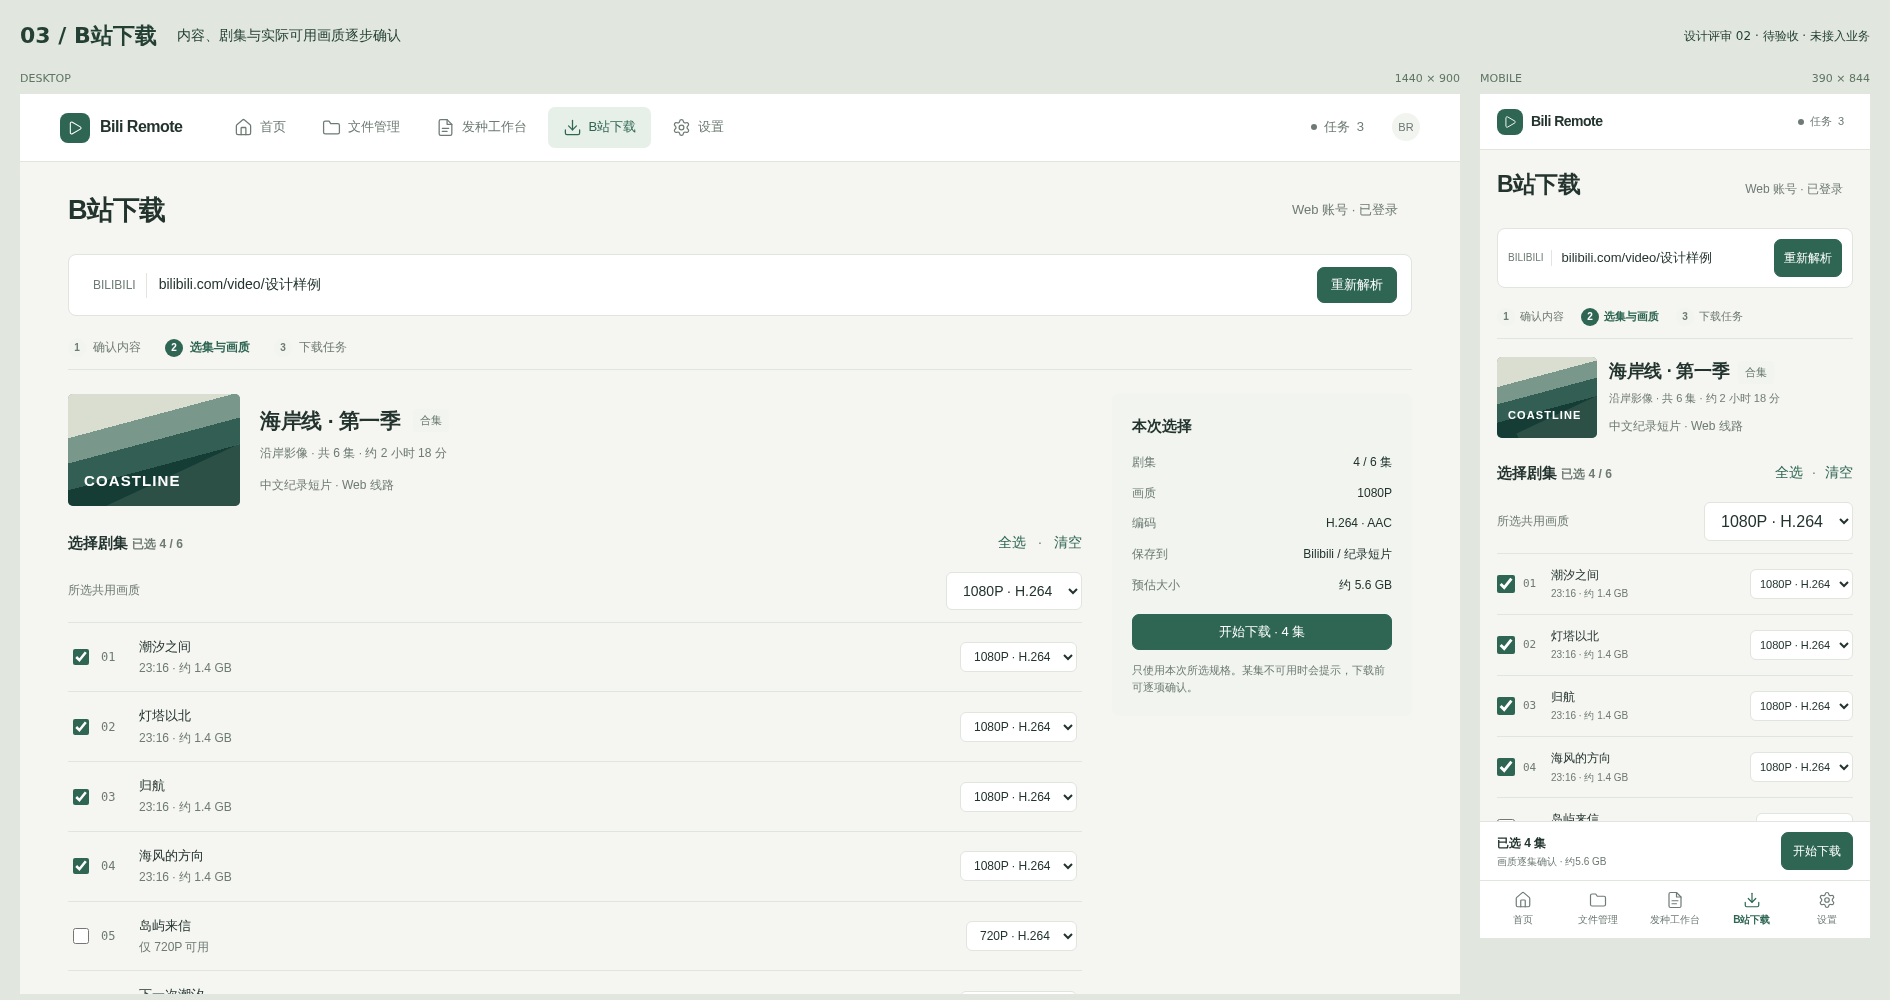 03 / B站下载 内容、剧集与实际可用画质逐步确认 设计评审 02 · 待验收 · 未接入业务
DESKTOP 1440 × 900
Bili Remote 首页 文件管理 发种工作台 B站下载 设置 任务 3 BR
B站下载 Web 账号 · 已登录
BILIBILI bilibili.com/video/设计样例 重新解析
1 确认内容 2 选集与画质 3 下载任务
COASTLINE
海岸线 · 第一季 合集
沿岸影像 · 共 6 集 · 约 2 小时 18 分
中文纪录短片 · Web 线路
选择剧集 已选 4 / 6 全选 · 清空
所选共用画质 1080P · H.264
01 潮汐之间 1080P · H.264
23:16 · 约 1.4 GB
02 灯塔以北 1080P · H.264
23:16 · 约 1.4 GB
03 归航 1080P · H.264
23:16 · 约 1.4 GB
04 海风的方向 1080P · H.264
23:16 · 约 1.4 GB
05 岛屿来信 720P · H.264
仅 720P 可用
下一次潮汐
本次选择
剧集 4 / 6 集
画质 1080P
编码 H.264 · AAC
保存到 Bilibili / 纪录短片
预估大小 约 5.6 GB
开始下载 · 4 集
只使用本次所选规格。某集不可用时会提示，下载前
可逐项确认。
MOBILE 390 × 844
Bili Remote 任务 3
B站下载 Web 账号 · 已登录
BILIBILI bilibili.com/video/设计样例 重新解析
1 确认内容 2 选集与画质 3 下载任务
COASTLINE
海岸线 · 第一季 合集
沿岸影像 · 共 6 集 · 约 2 小时 18 分
中文纪录短片 · Web 线路
选择剧集 已选 4 / 6 全选 · 清空
所选共用画质 1080P · H.264
01 潮汐之间 1080P · H.264
23:16 · 约 1.4 GB
02 灯塔以北 1080P · H.264
23:16 · 约 1.4 GB
03 归航 1080P · H.264
23:16 · 约 1.4 GB
04 海风的方向 1080P · H.264
23:16 · 约 1.4 GB
岛屿来信
已选 4 集 开始下载
画质逐集确认 · 约5.6 GB
首页 文件管理 发种工作台 B站下载 设置